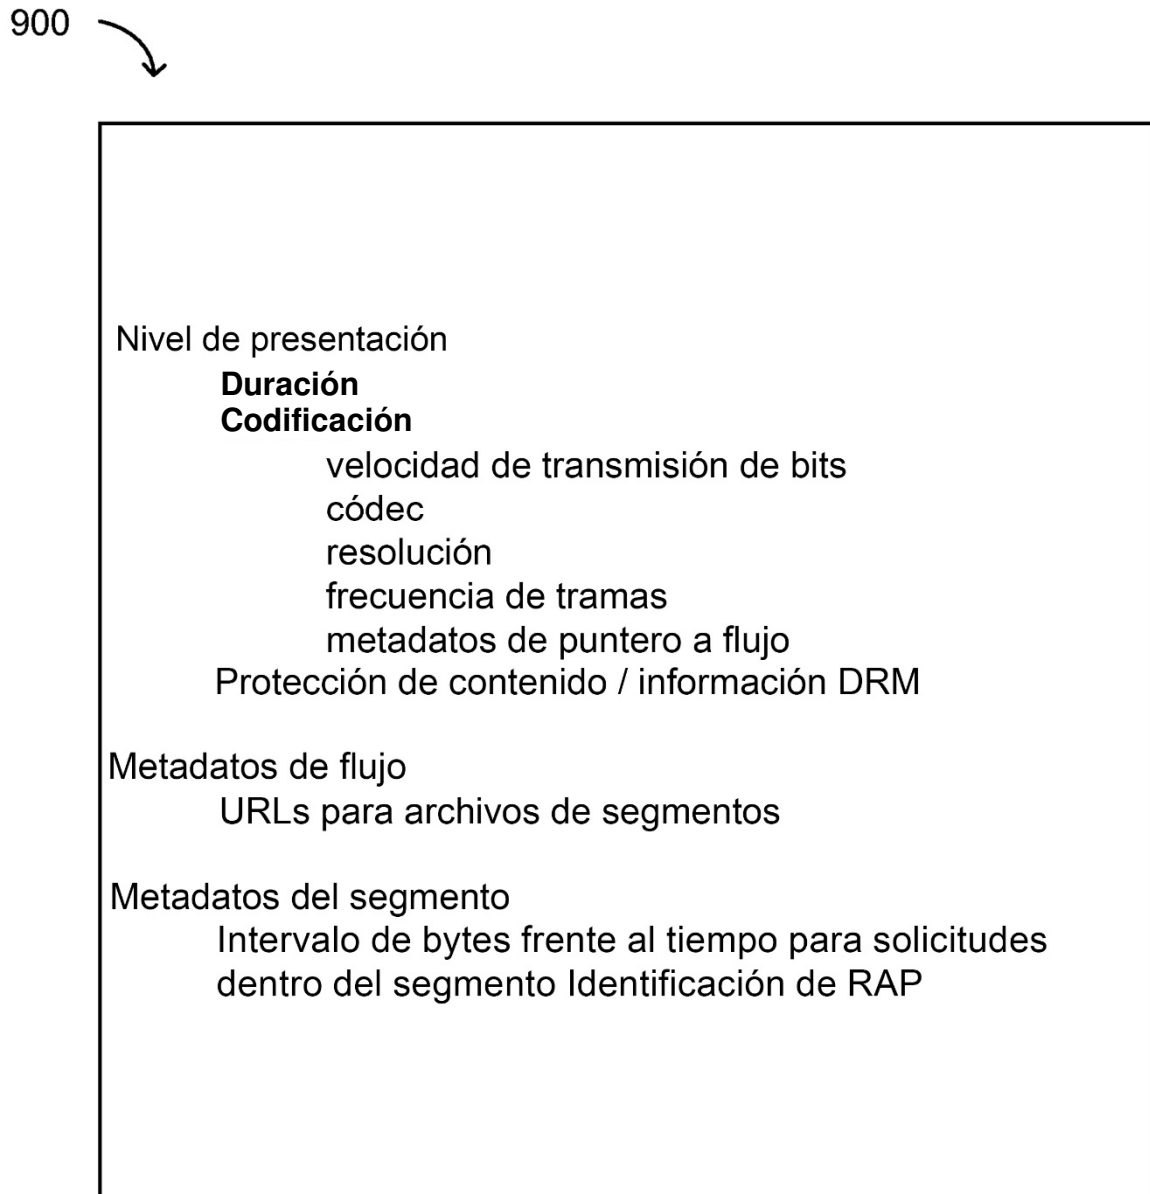 900
Nivel de presentación
Duración
Codificación
velocidad de transmisión de bits
códec
resolución
frecuencia de tramas
metadatos de puntero a flujo
Protección de contenido / información DRM
Metadatos de flujo
URLs para archivos de segmentos
Metadatos del segmento
Intervalo de bytes frente al tiempo para solicitudes
dentro del segmento Identificación de RAP